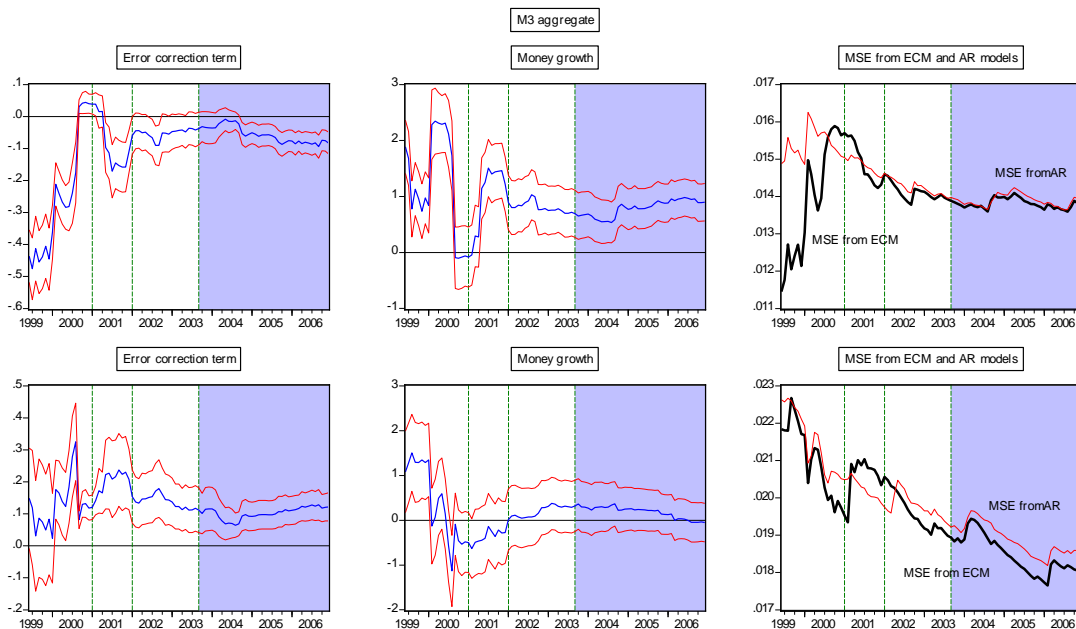 M3 aggregate
Error correction term
Money growth
MSE from ECM and AR models
.1
.0
-.1
-.2
-.3
-.4
-.5
-.6
1999 2000 2001 2002 2003 2004 2005 2006
3
2
1
0
-1
1999 2000 2001 2002 2003 2004 2005 2006
.017
.016
.015
.014
.013
.012
.011
MSE fromAR
MSE from ECM
1999 2000 2001 2002 2003 2004 2005 2006
Error correction term
Money growth
MSE from ECM and AR models
.5
.4
.3
.2
.1
.0
-.1
-.2
1999 2000 2001 2002 2003 2004 2005 2006
3
2
1
0
-1
-2
1999 2000 2001 2002 2003 2004 2005 2006
.023
.022
.021
.020
.019
.018
.017
MSE fromAR
MSE from ECM
1999 2000 2001 2002 2003 2004 2005 2006